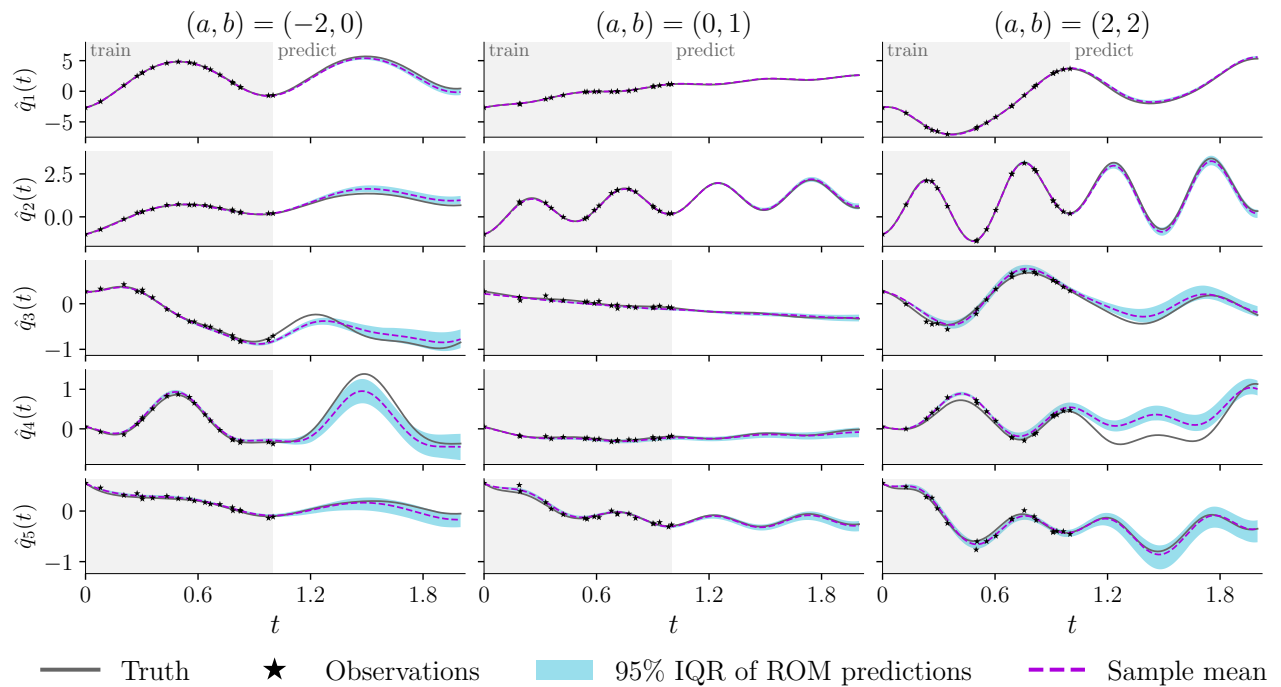 (a, b) = (−2, 0) (a, b) = (0, 1) (a, b) = (2, 2)
train predict train predict train predict
q̂₁(t) 5 0 −5
q̂₂(t) 2.5 0.0
q̂₃(t) 0 −1
q̂₄(t) 1 0
q̂₅(t) 0 −1
0 0.6 1.2 1.8 0 0.6 1.2 1.8 0 0.6 1.2 1.8
t t t
Truth Observations 95% IQR of ROM predictions Sample mean